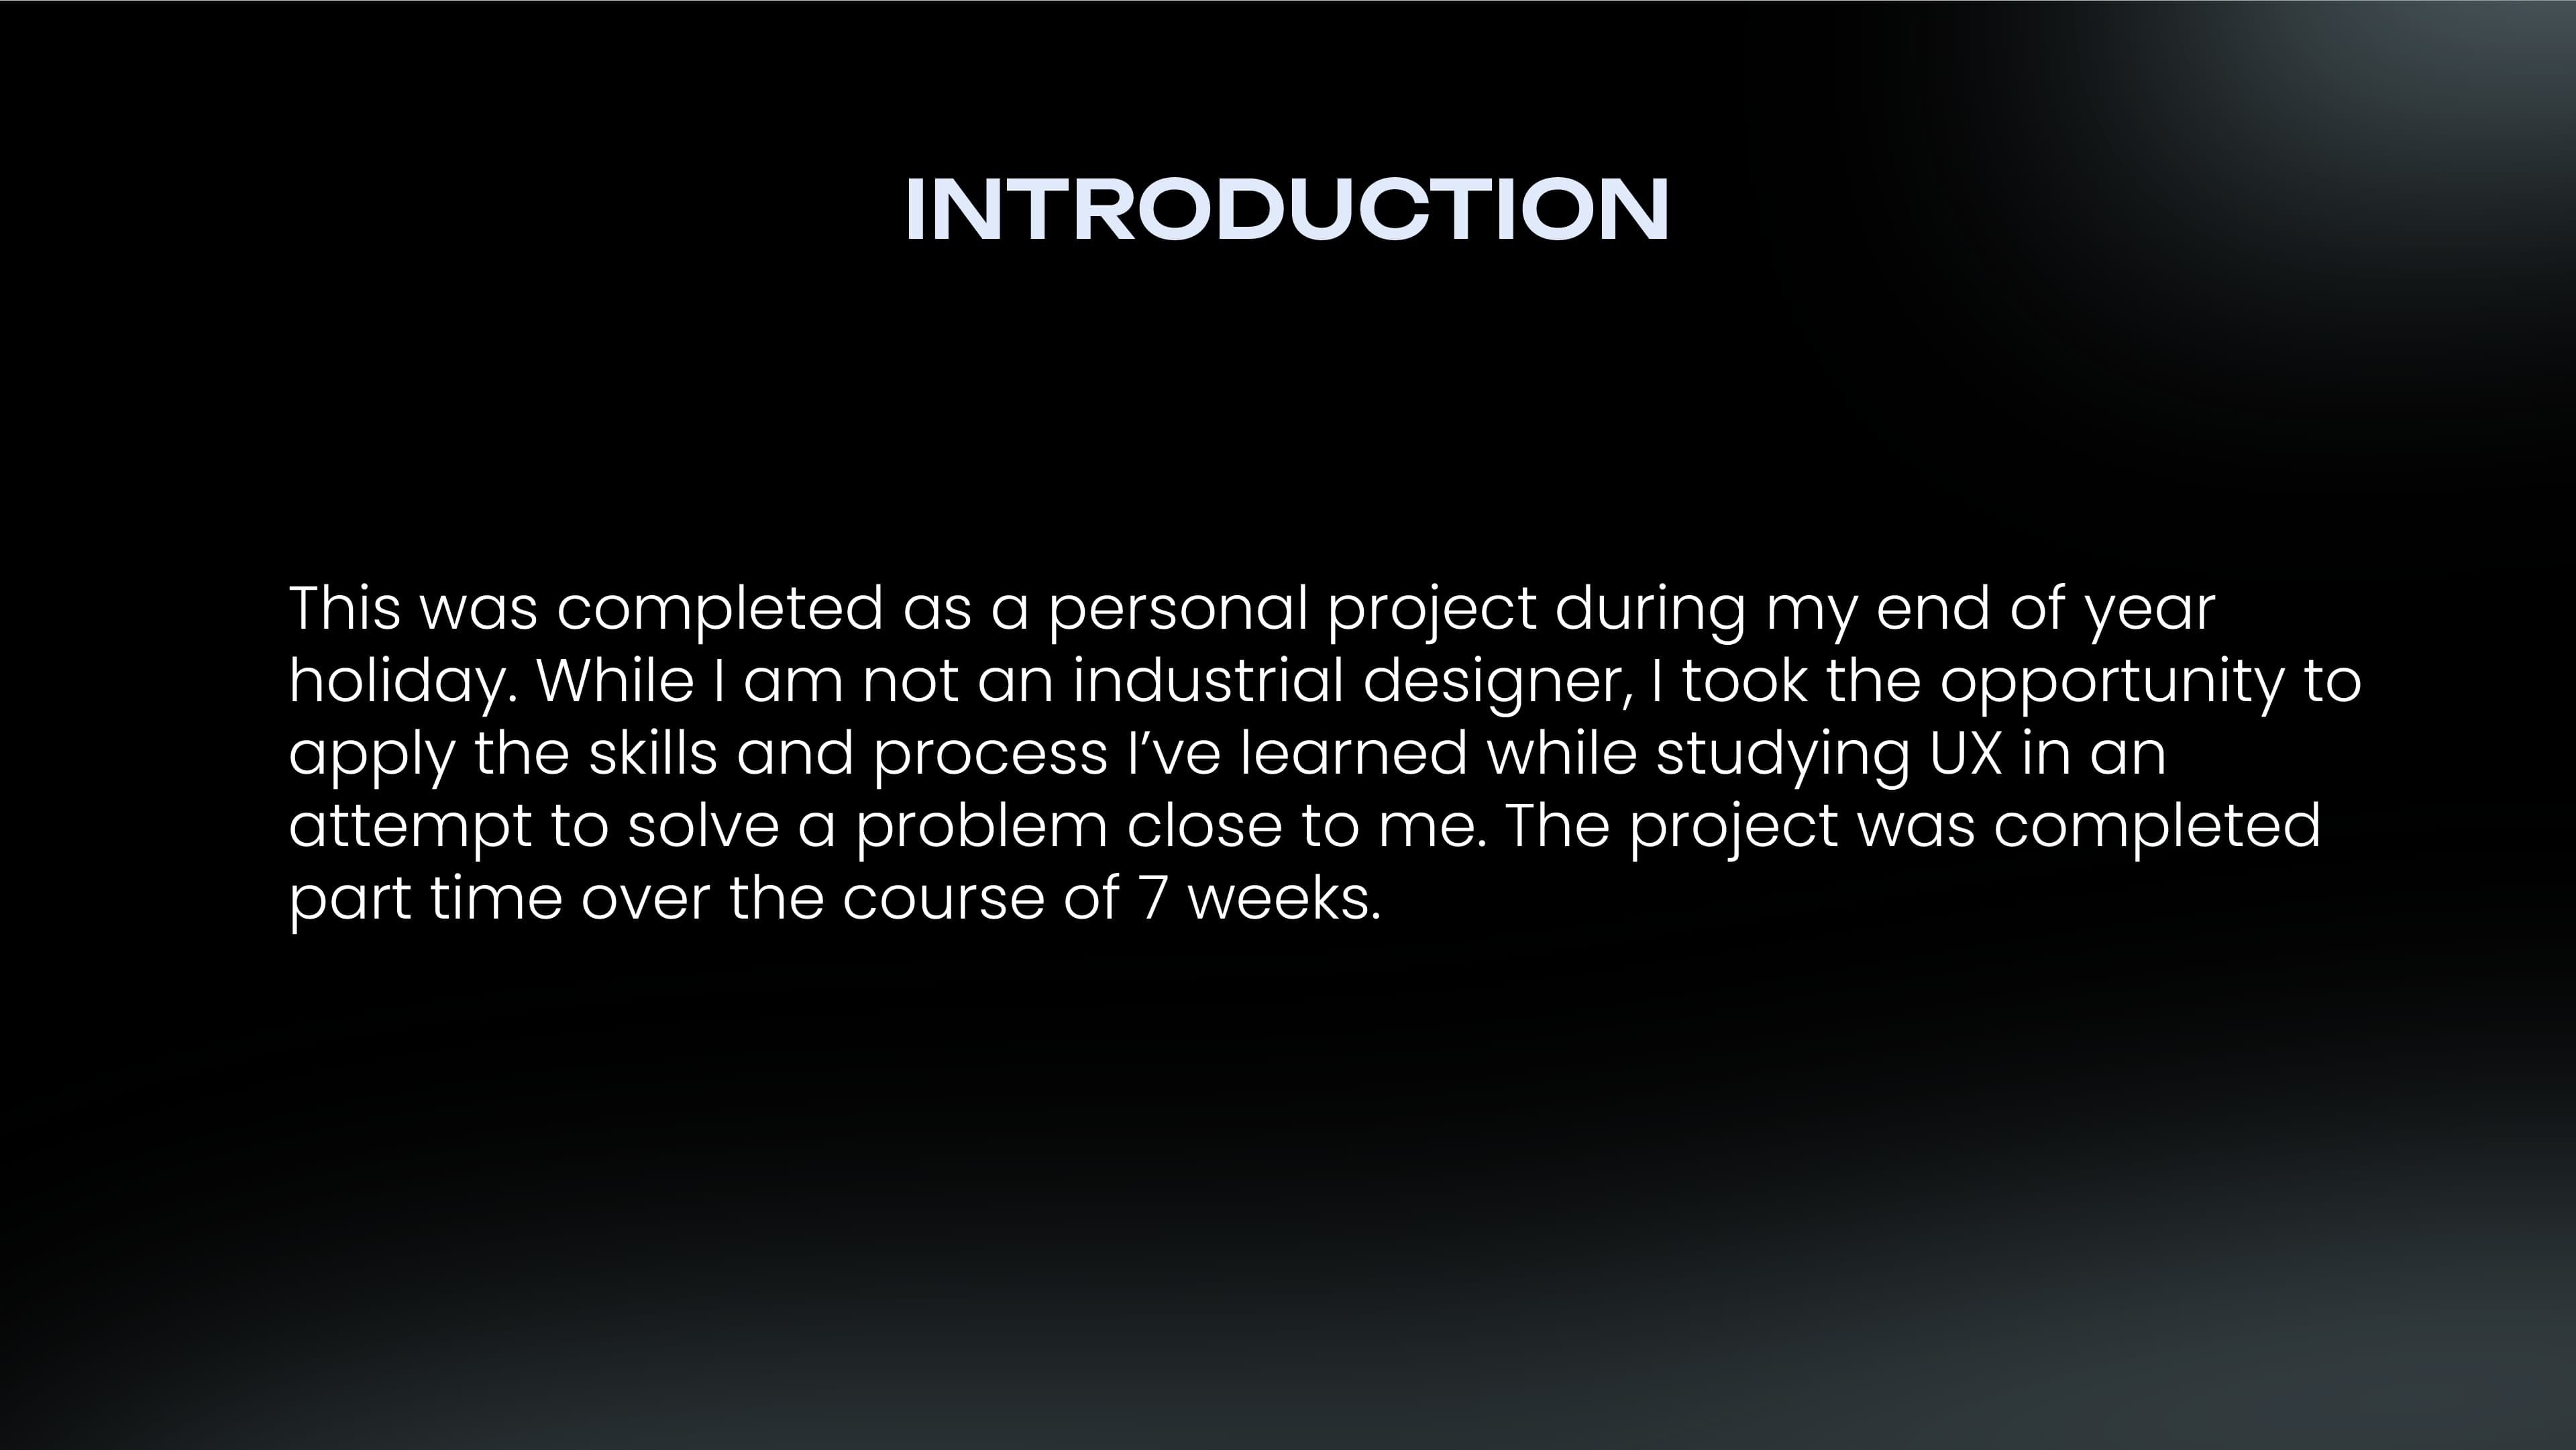 INTRODUCTION
This was completed as a personal project during my end of year
holiday. While I am not an industrial designer, I took the opportunity to
apply the skills and process I’ve learned while studying UX in an
attempt to solve a problem close to me. The project was completed
part time over the course of 7 weeks.